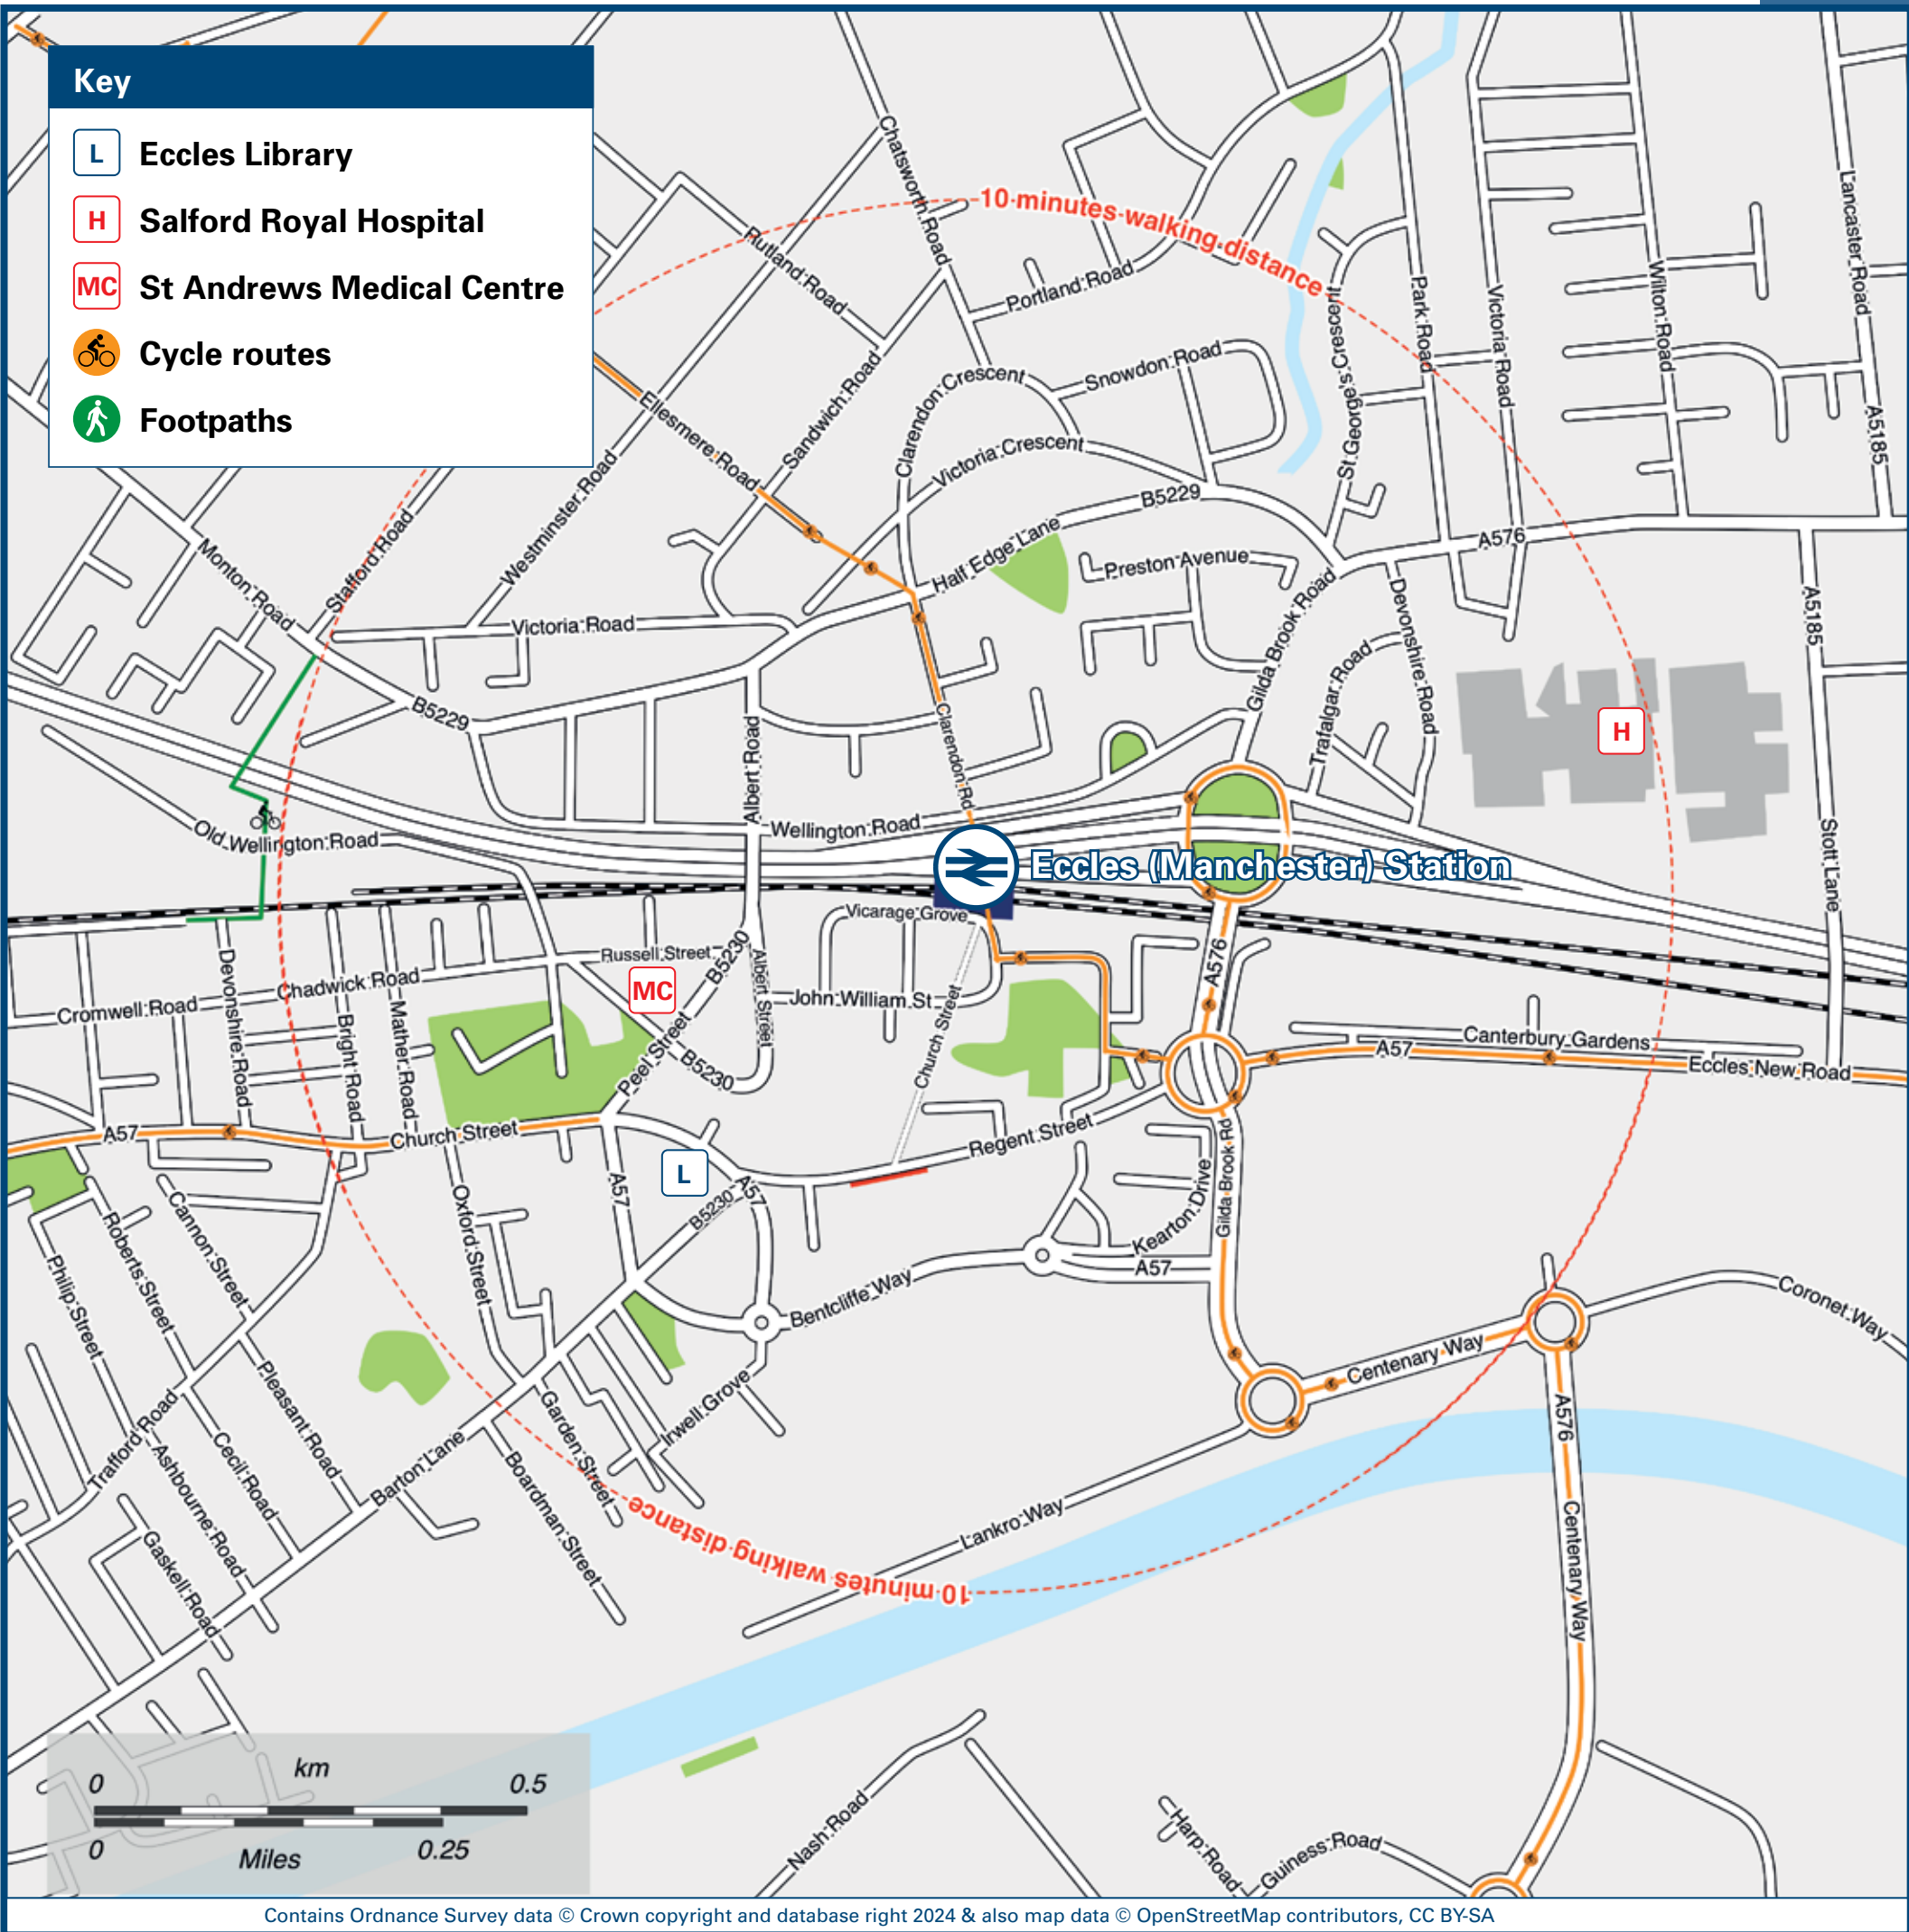 Key
L Eccles Library
H Salford Royal Hospital
MC St Andrews Medical Centre
Cycle routes
Footpaths
Chatsworth Road
10 minutes walking distance
Rutland Road
Portland Road
Lancaster Road
Park Road
Victoria Road
Wilton Road
St George's Crescent
Snowdon Road
Clarendon Crescent
Sandwich Road
Ellesmere Road
Victoria Crescent
A5185
Westminster Road
B5229
Half Edge Lane
A576
Stafford Road
Monton Road
Preston Avenue
Gilda Brook Road
Devonshire Road
A5185
Victoria Road
Trafalgar Road
B5229
Albert Road
Clarendon Rd
H
Wellington Road
Old Wellington Road
Stott Lane
Eccles (Manchester) Station
Vicarage Grove
Russell Street
B5230
Albert Street
A576
MC
Devonshire Road
Chadwick Road
Cromwell Road
John William St
Bright Road
Mather Road
Church Street
Peel Street
B5230
Canterbury Gardens
A57
Eccles New Road
A57
Church Street
Regent Street
Gilda Brook Rd
L
A57
B5230
A57
Kearton Drive
A57
Oxford Street
Cannon Street
Roberts Street
Philip Street
Bentcliffe Way
Coronet Way
Centenary Way
Pleasant Road
Irwell Grove
Garden Street
Trafford Road
Barton Lane
Cecil Road
Ashbourne Road
Boardman Street
Gaskell Road
A576
Lankro Way
10 minutes walking distance
Centenary Way
km
0 0.5
0 0.25
Miles
Nash Road
Harp Road
Guiness Road
Contains Ordnance Survey data © Crown copyright and database right 2024 & also map data © OpenStreetMap contributors, CC BY-SA